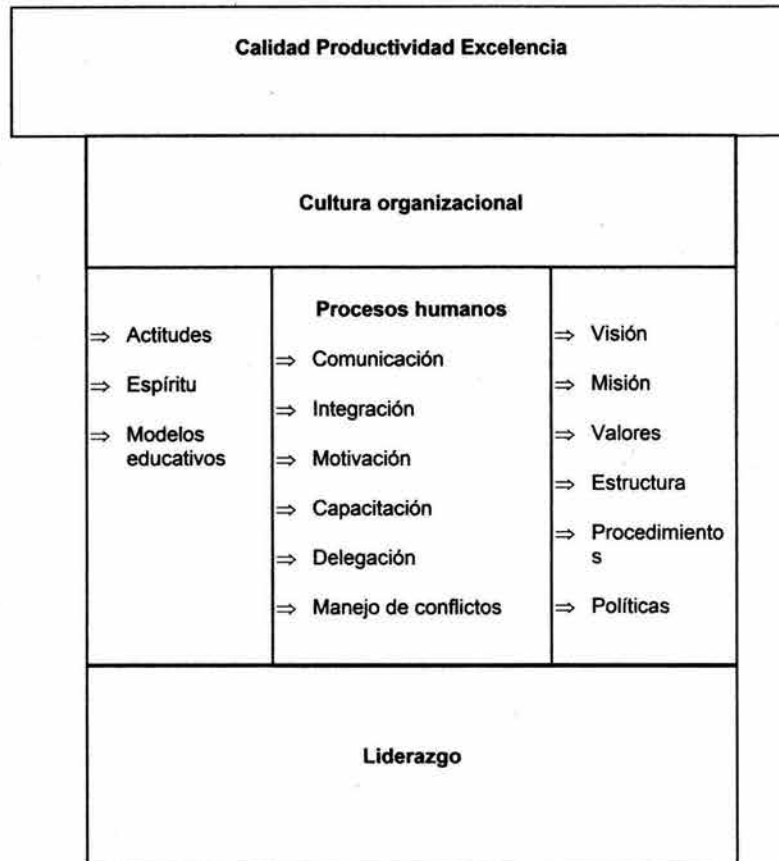 Calidad Productividad Excelencia
Cultura organizacional
⇒ Actitudes
⇒ Espíritu
⇒ Modelos
educativos
Procesos humanos
⇒ Comunicación
⇒ Integración
⇒ Motivación
⇒ Capacitación
⇒ Delegación
⇒ Manejo de conflictos
⇒ Visión
⇒ Misión
⇒ Valores
⇒ Estructura
⇒ Procedimiento
s
⇒ Políticas
Liderazgo